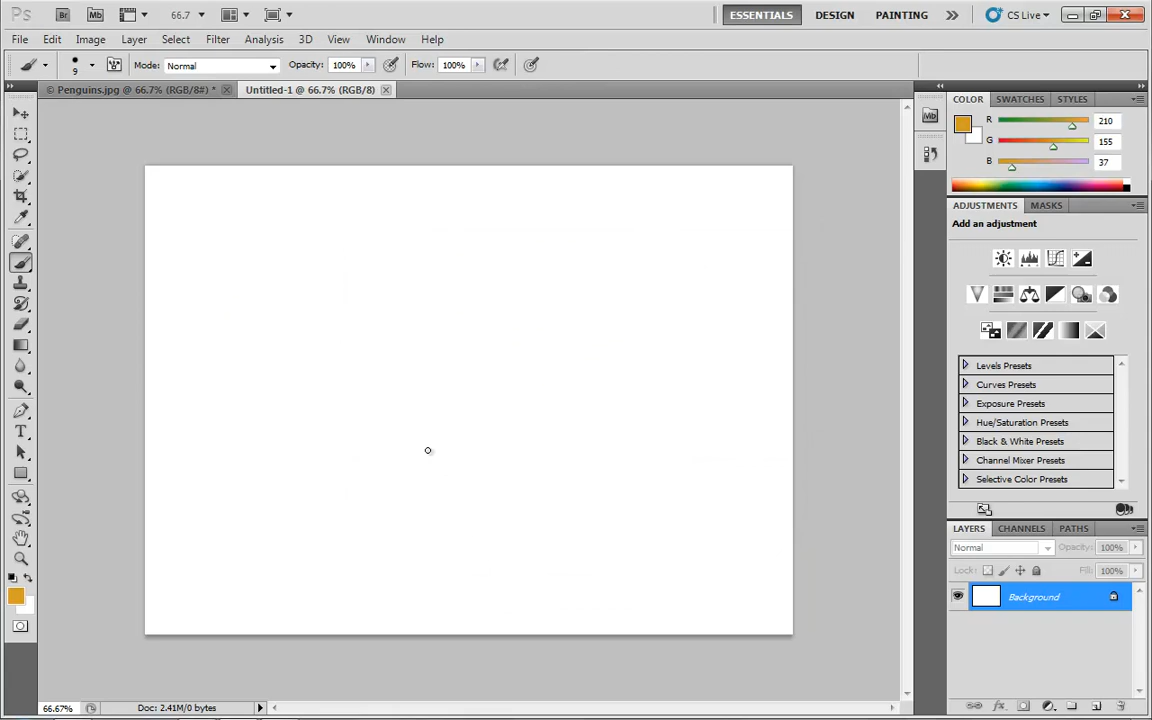 Ps Br Mb 66.7 ESSENTIALS DESIGN PAINTING CS Live
File Edit Image Layer Select Filter Analysis 3D View Window Help
9 Mode: Normal Opacity: 100% Flow: 100%
© Penguins.jpg @ 66.7% (RGB/8#) * Untitled-1 @ 66.7% (RGB/8)
COLOR SWATCHES STYLES
Mb
R 210
G 155
B 37
ADJUSTMENTS MASKS
Add an adjustment
Levels Presets
Curves Presets
Exposure Presets
Hue/Saturation Presets
Black & White Presets
Channel Mixer Presets
Selective Color Presets
T
LAYERS CHANNELS PATHS
Normal Opacity: 100%
Lock: Fill: 100%
Background
66.67% Doc: 2.41M/0 bytes
fx